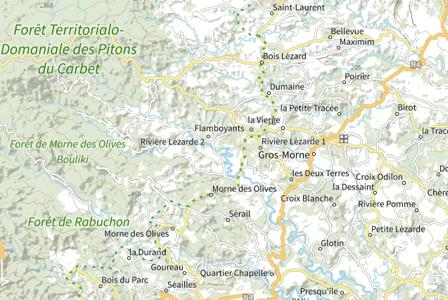 Saint-Laurent
Forêt Territorialo-
Domaniale des Pitons
du Carbet
Bellevue
Maximim
Bois Lézard
Poirier
Dumaine
la Petite Tracée
Birot
la Vierge
Flamboyants
la Trac
Rivière Lézarde 2
Rivière Lézarde 1
Forêt de Morne des Olives
Bouliki
Gros-Morne
les Deux Terres
Croix Odilon
la Dessaint
Morne des Olives
Croix Blanche
Rivière Pomme
Forêt de Rabuchon
Sérail
Morne des Olives
Petite Lézarde
Glotin
la Durand
Goureau
Quartier Chapelle
Bois du Parc
Séailles
Presqu'île